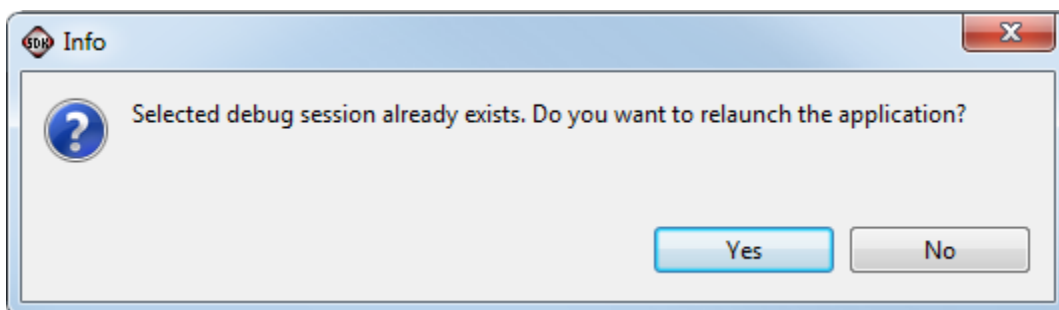 SDK Info
Selected debug session already exists. Do you want to relaunch the application?
Yes No